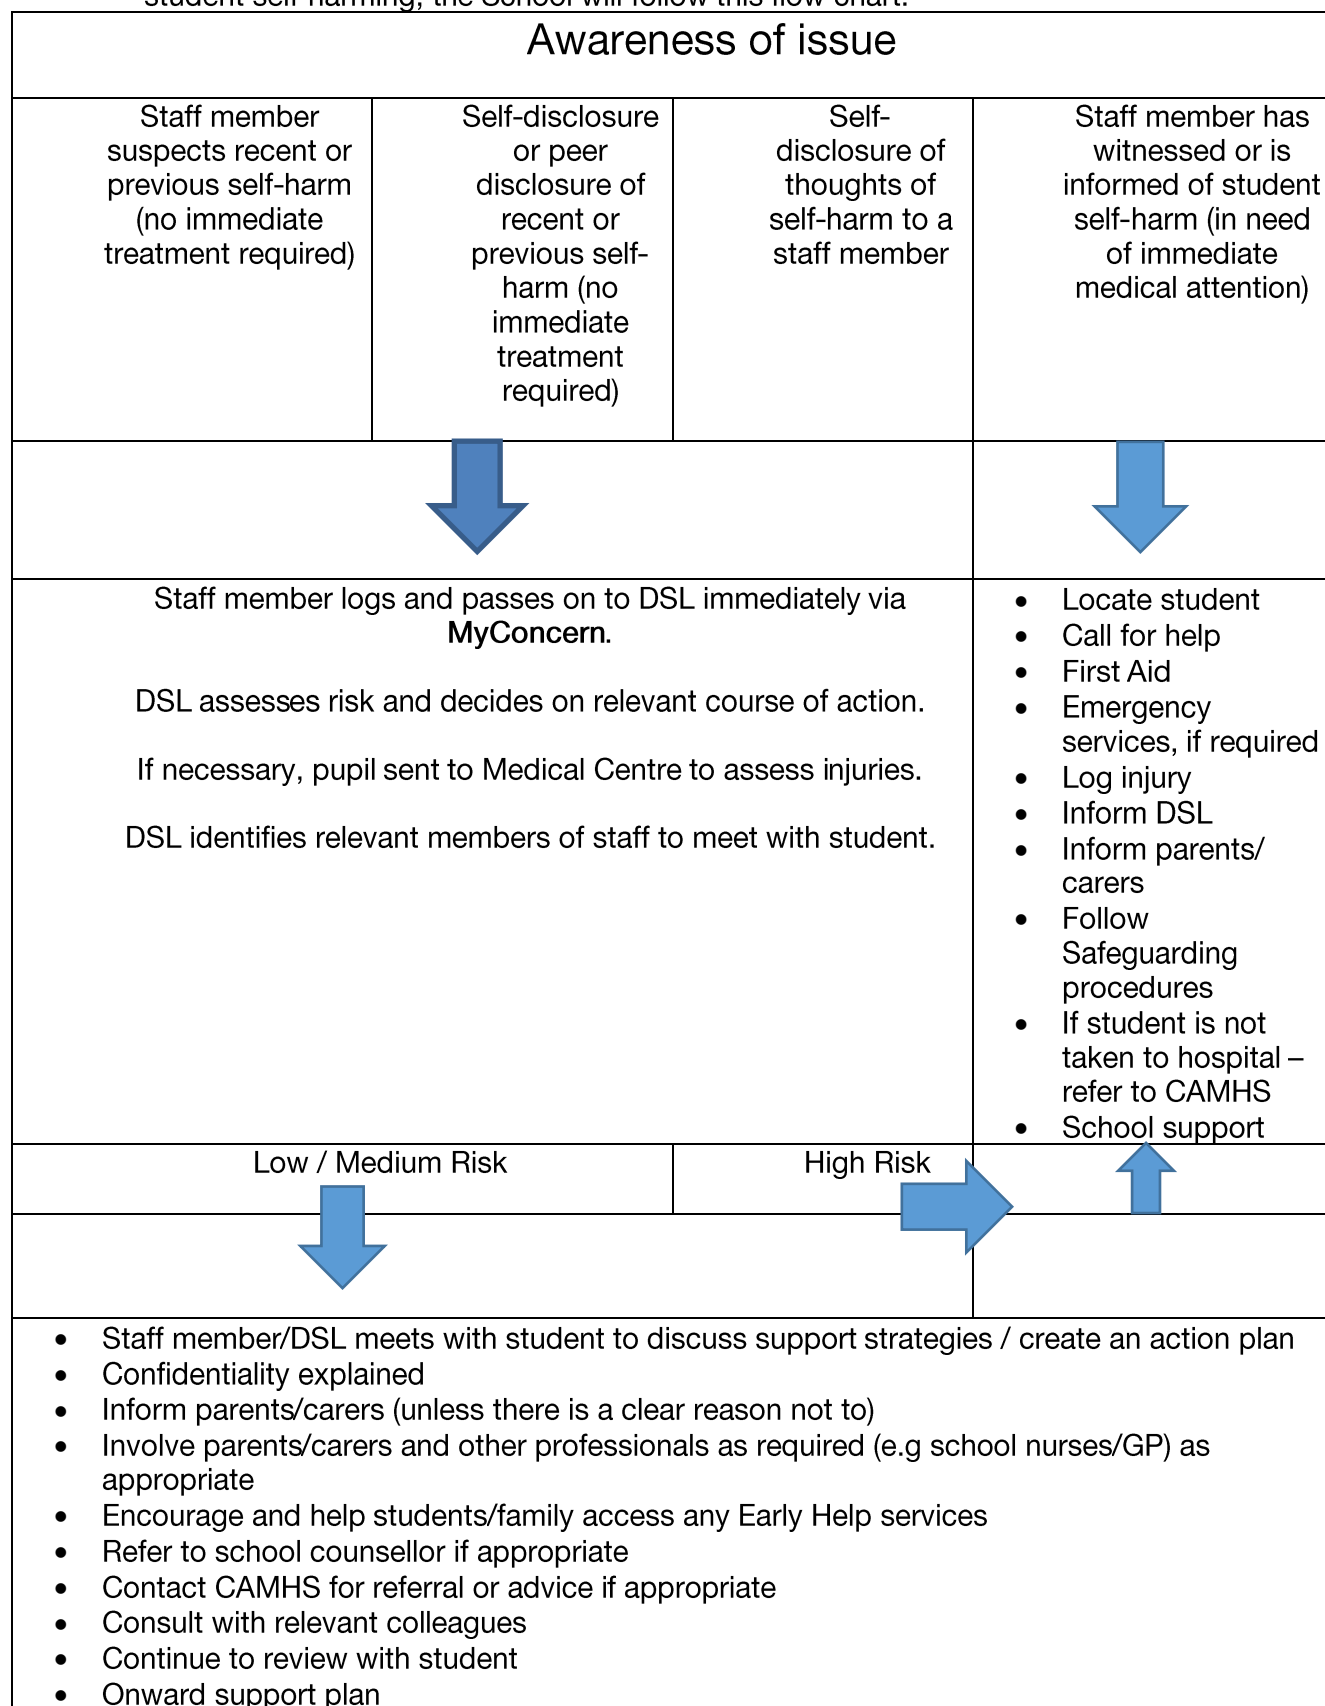 student self-harming, the School will follow this flow chart.
Awareness of issue
Staff member
suspects recent or
previous self-harm
(no immediate
treatment required)
Self-disclosure
or peer
disclosure of
recent or
previous self-
harm (no
immediate
treatment
required)
Self-
disclosure of
thoughts of
self-harm to a
staff member
Staff member has
witnessed or is
informed of student
self-harm (in need
of immediate
medical attention)
Staff member logs and passes on to DSL immediately via
MyConcern.
DSL assesses risk and decides on relevant course of action.
If necessary, pupil sent to Medical Centre to assess injuries.
DSL identifies relevant members of staff to meet with student.
• Locate student
• Call for help
• First Aid
• Emergency
services, if required
• Log injury
• Inform DSL
• Inform parents/
carers
• Follow
Safeguarding
procedures
• If student is not
taken to hospital –
refer to CAMHS
• School support
Low / Medium Risk
High Risk
• Staff member/DSL meets with student to discuss support strategies / create an action plan
• Confidentiality explained
• Inform parents/carers (unless there is a clear reason not to)
• Involve parents/carers and other professionals as required (e.g school nurses/GP) as
appropriate
• Encourage and help students/family access any Early Help services
• Refer to school counsellor if appropriate
• Contact CAMHS for referral or advice if appropriate
• Consult with relevant colleagues
• Continue to review with student
• Onward support plan